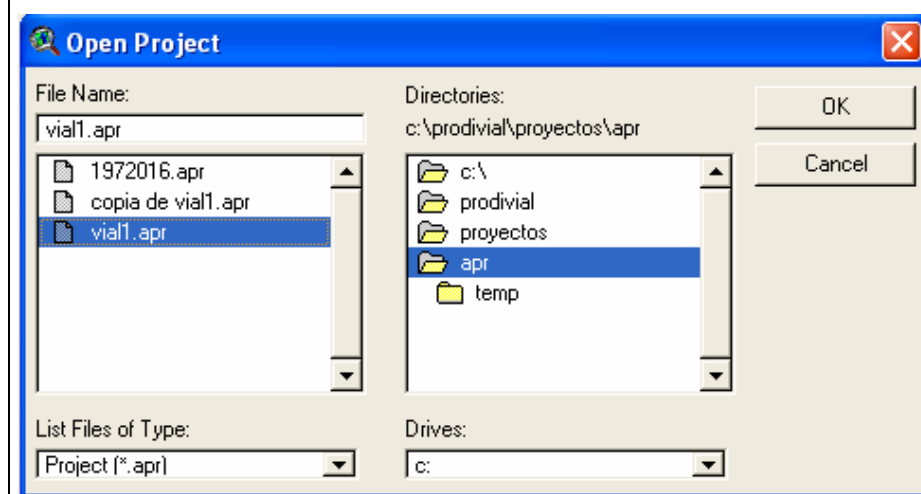 Open Project
File Name:
vial1.apr
1972016.apr
copia de vial1.apr
vial1.apr
List Files of Type:
Project (*.apr)
Directories:
c:\prodivial\proyectos\apr
c:\
prodivial
proyectos
apr
temp
Drives:
c:
OK
Cancel